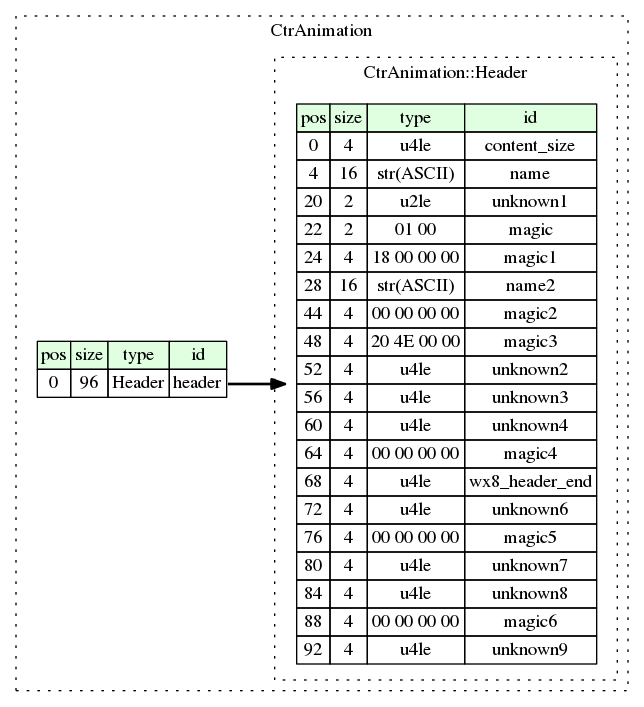 CtrAnimation
CtrAnimation::Header
pos size type id
0 4 u4le content_size
4 16 str(ASCII) name
20 2 u2le unknown1
22 2 01 00 magic
24 4 18 00 00 00 magic1
28 16 str(ASCII) name2
44 4 00 00 00 00 magic2
48 4 20 4E 00 00 magic3
52 4 u4le unknown2
56 4 u4le unknown3
60 4 u4le unknown4
64 4 00 00 00 00 magic4
68 4 u4le wx8_header_end
72 4 u4le unknown6
76 4 00 00 00 00 magic5
80 4 u4le unknown7
84 4 u4le unknown8
88 4 00 00 00 00 magic6
92 4 u4le unknown9
pos size type id
0 96 Header header